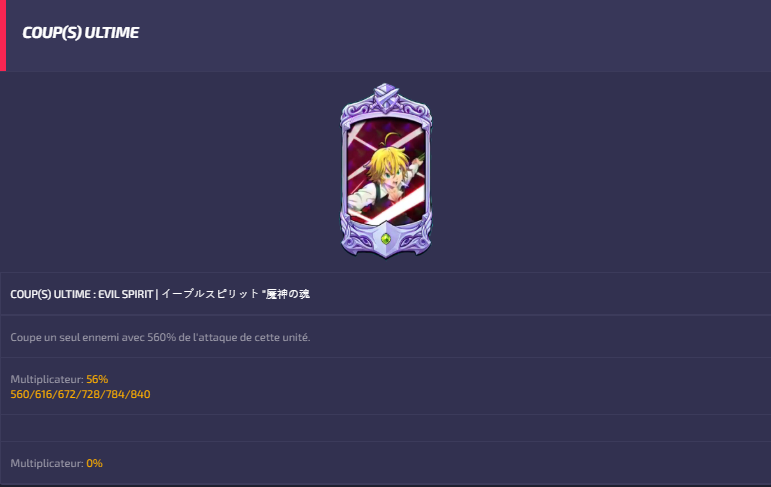 COUP(S) ULTIME
COUP(S) ULTIME : EVIL SPIRIT | イーブルスピリット "魔神の魂
Coupe un seul ennemi avec 560% de l'attaque de cette unité.
Multiplicateur: 56%
560/616/672/728/784/840
Multiplicateur: 0%